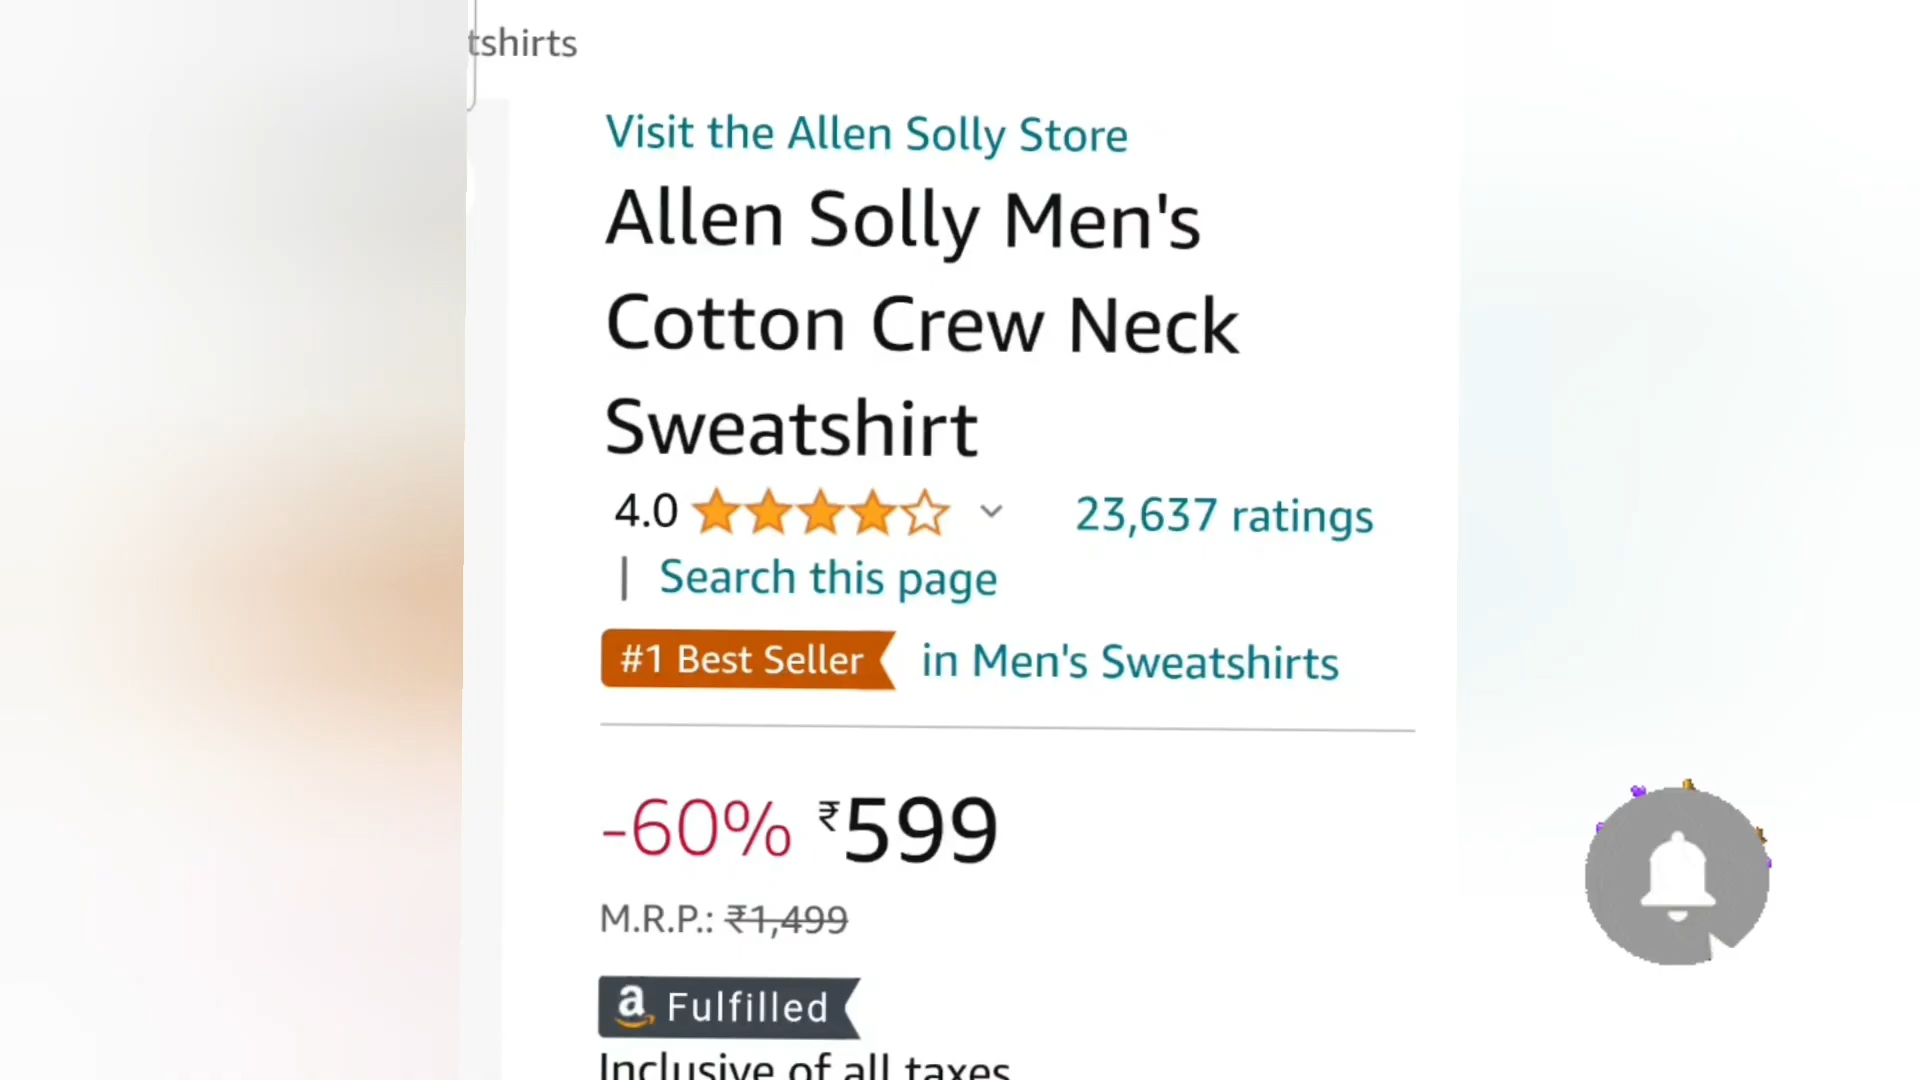 tshirts
Visit the Allen Solly Store
Allen Solly Men's
Cotton Crew Neck
Sweatshirt
4.0 23,637 ratings
| Search this page
#1 Best Seller in Men's Sweatshirts
-60% ₹599
M.R.P.: ₹1,499
a Fulfilled
Inclusive of all taxes